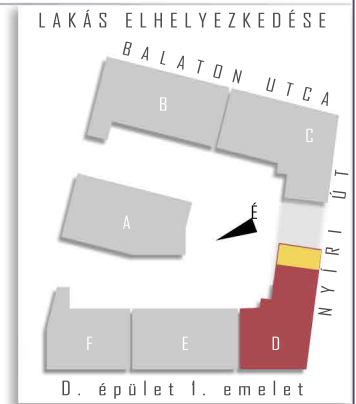 LAKÁS ELHELYEZKEDÉSE
BALATON UTCA
B
C
A
É
NYÍRI ÚT
F
E
D
D. épület 1. emelet